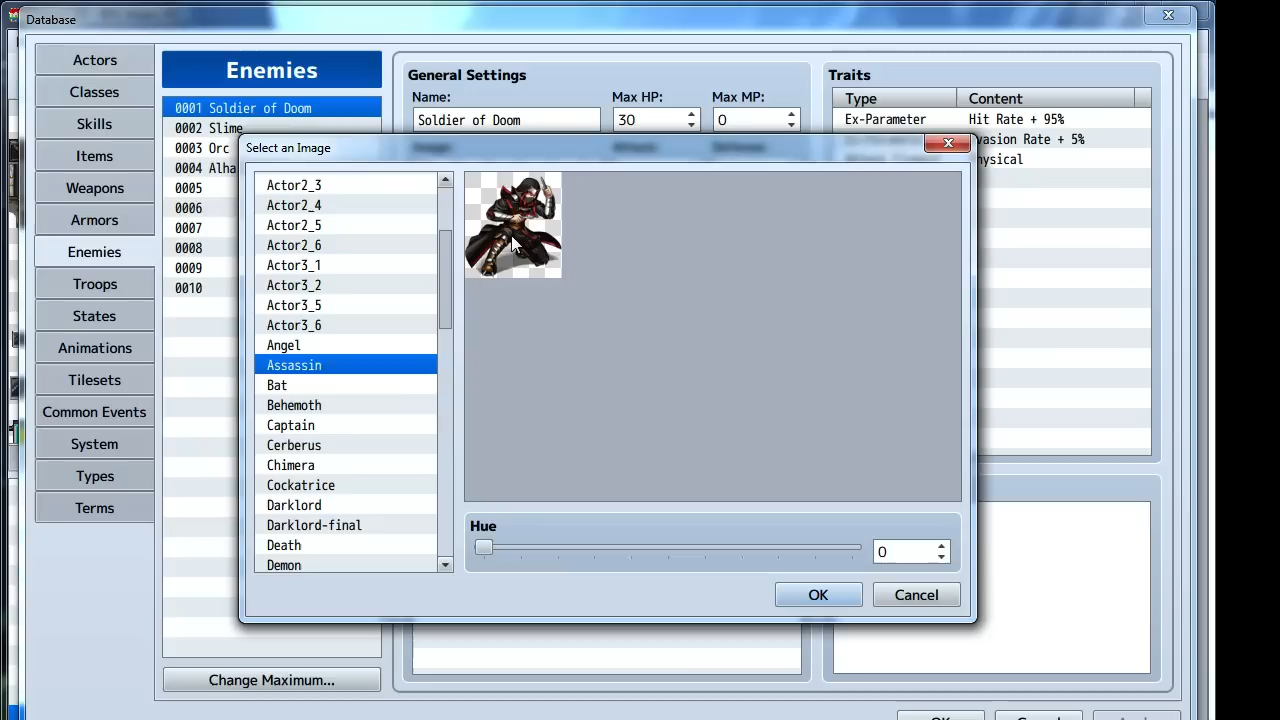 Database
Actors
Classes
Skills
Items
Weapons
Armors
Enemies
Troops
States
Animations
Tilesets
Common Events
System
Types
Terms
Enemies
0001 Soldier of Doom
0002 Slime
0003 Orc
0004 Alha
0005
0006
0007
0008
0009
0010
Change Maximum...
General Settings
Name:
Max HP:
Max MP:
Soldier of Doom
30
0
Traits
Type
Content
Ex-Parameter
Hit Rate + 95%
vasion Rate + 5%
ysical
Select an Image
Actor2_3
Actor2_4
Actor2_5
Actor2_6
Actor3_1
Actor3_2
Actor3_5
Actor3_6
Angel
Assassin
Bat
Behemoth
Captain
Cerberus
Chimera
Cockatrice
Darklord
Darklord-final
Death
Demon
Hue
0
OK
Cancel